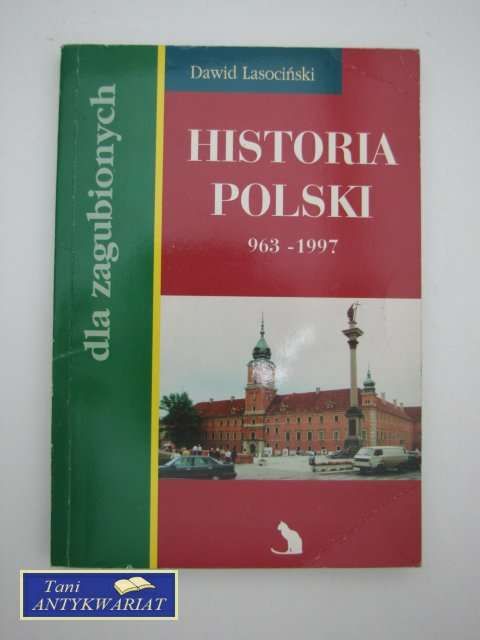 Dawid Lasociński
HISTORIA
POLSKI
963 - 1997
dla zagubionych
Tani
ANTYKWARIAT